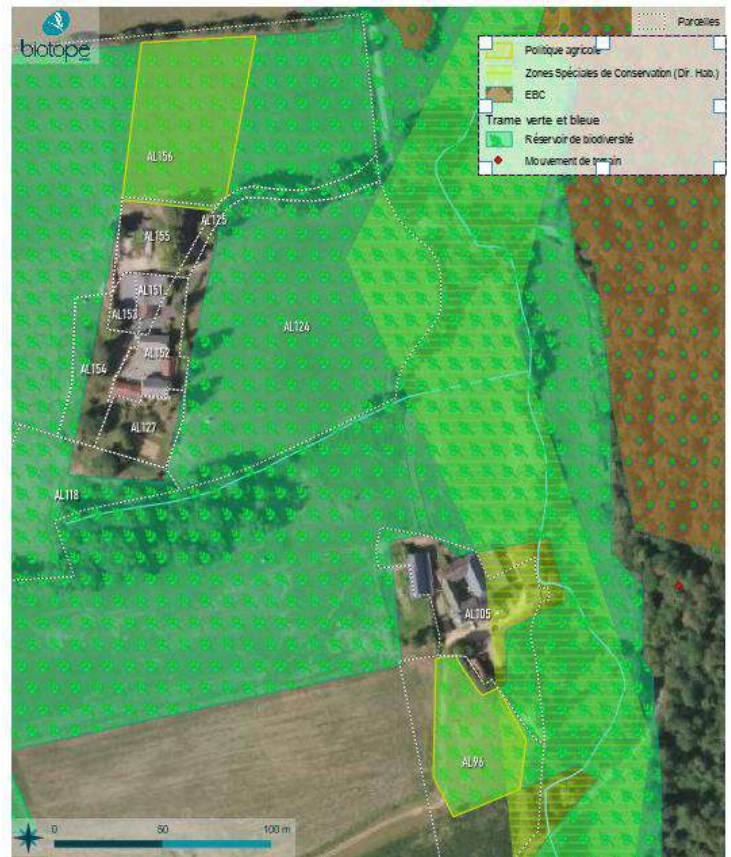 biotope
Parcelles
Politique agricole
Zones Spéciales de Conservation (Dir. Hab.)
EBC
Trame verte et bleue
Réservoir de biodiversité
Mouvement de terrain
AL156
AL125
AL155
AL151
AL153
AL124
AL152
AL154
AL127
AL118
AL105
AL96
0 50 100 m